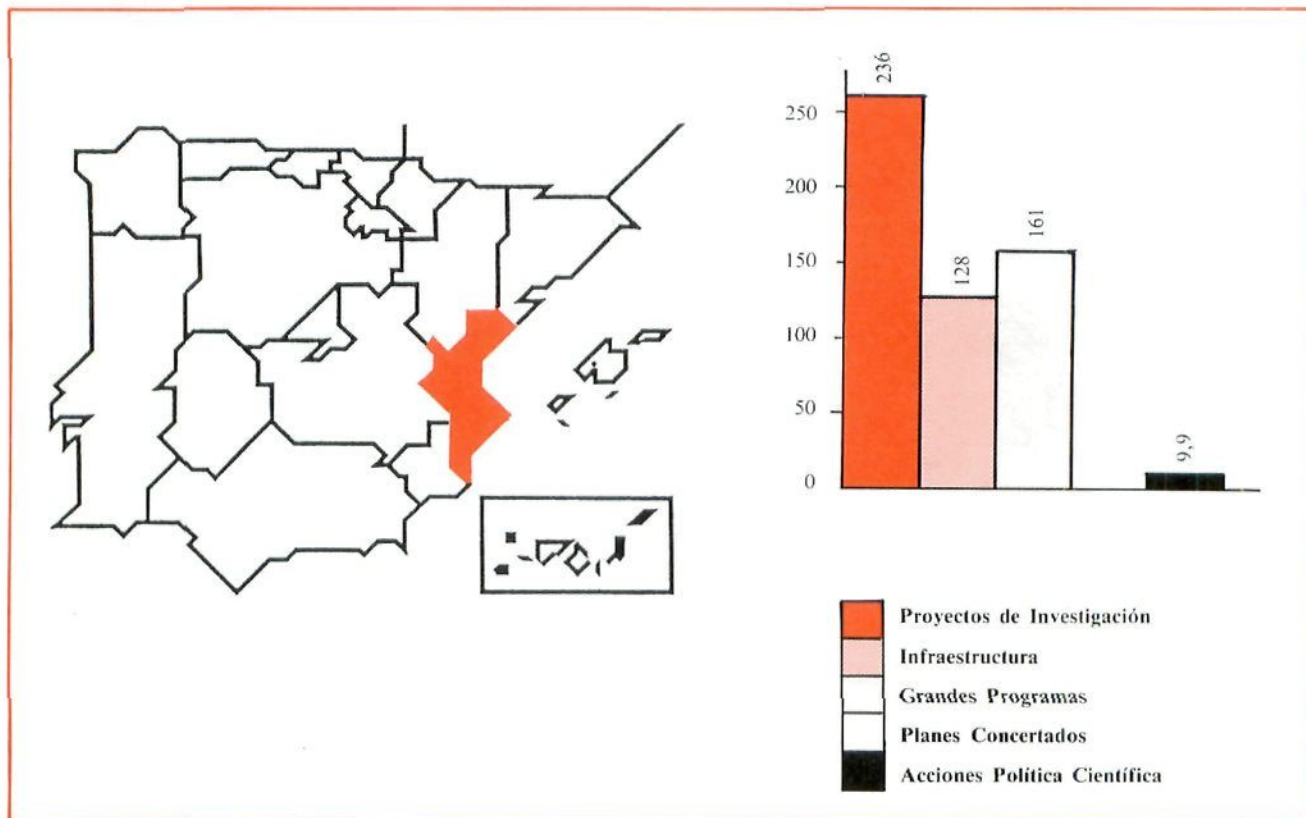 236
250
200
161
150
128
100
50
9,9
0
Proyectos de Investigación
Infraestructura
Grandes Programas
Planes Concertados
Acciones Política Científica